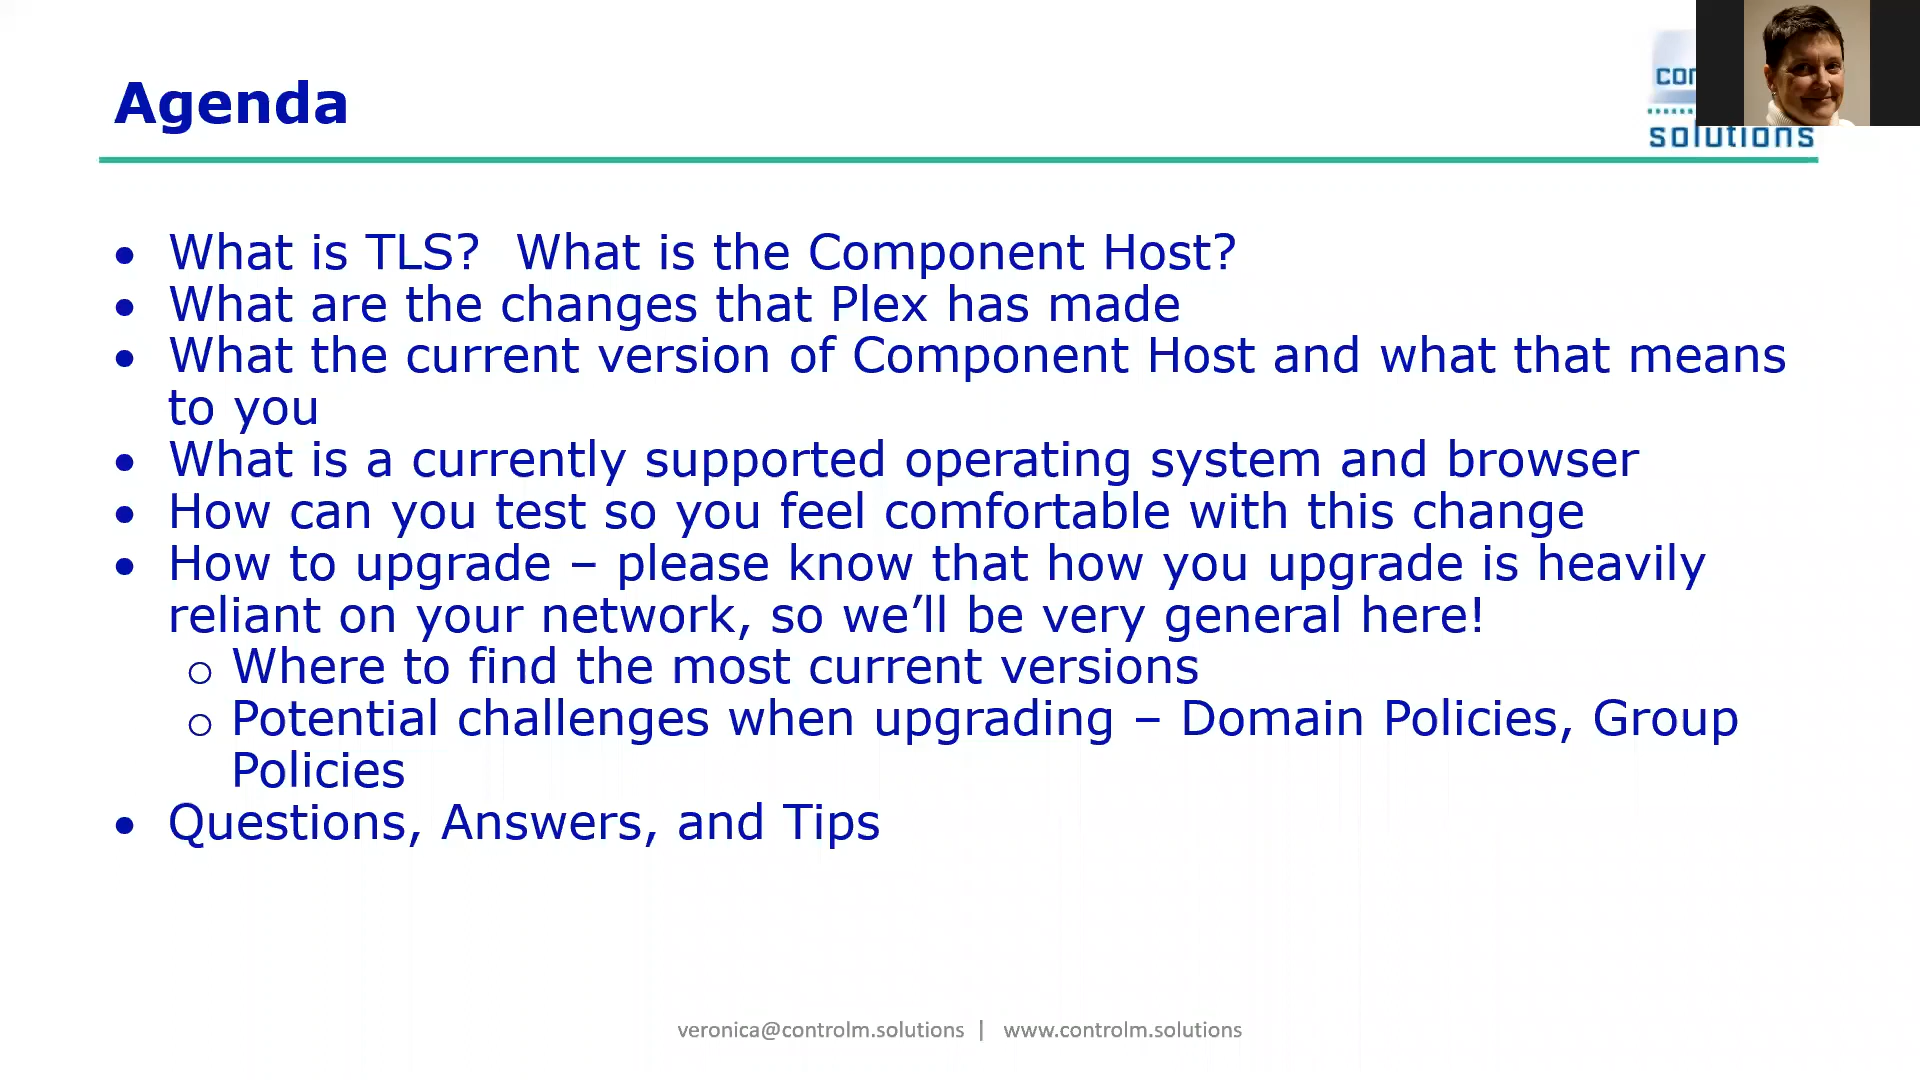 Agenda
solutions
• What is TLS?  What is the Component Host?
• What are the changes that Plex has made
• What the current version of Component Host and what that means
to you
• What is a currently supported operating system and browser
• How can you test so you feel comfortable with this change
• How to upgrade – please know that how you upgrade is heavily
reliant on your network, so we’ll be very general here!
o Where to find the most current versions
o Potential challenges when upgrading – Domain Policies, Group
Policies
• Questions, Answers, and Tips
veronica@controlm.solutions | www.controlm.solutions